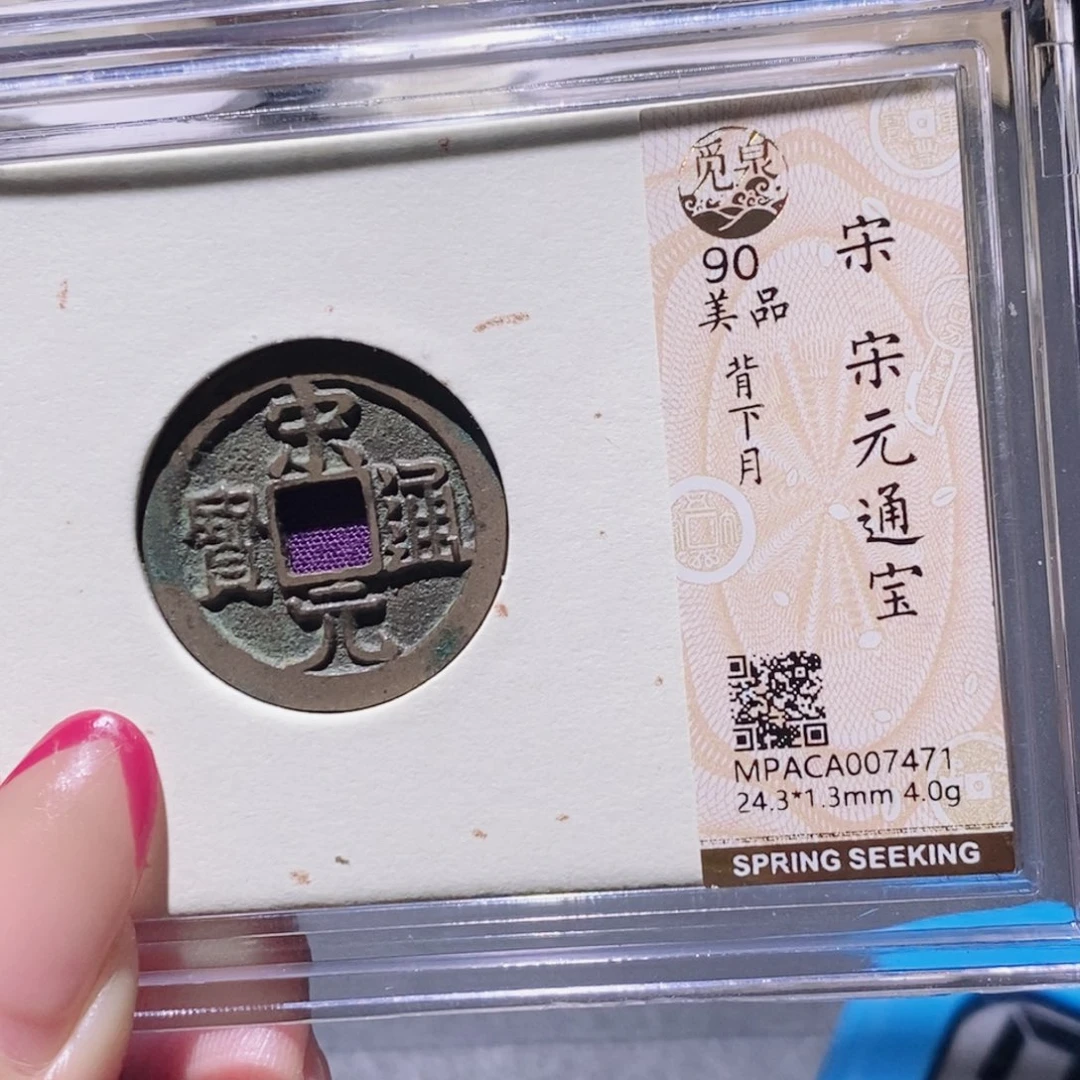 觅泉
90
美品
背下月
宋 宋元通宝
MPACA007471
24.3*1.3mm 4.0g
SPRING SEEKING
宋元通寶